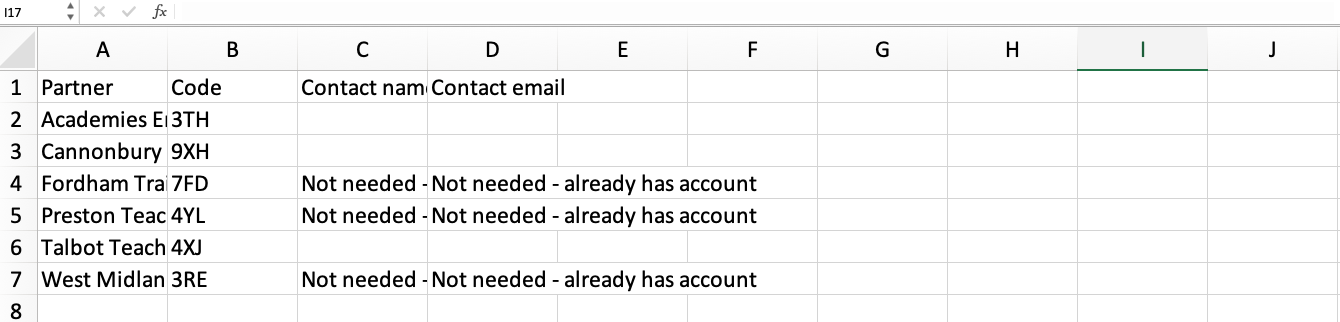 I17 fx
A B C D E F G H I J
1 Partner Code Contact nam Contact email
2 Academies E 3TH
3 Cannonbury 9XH
4 Fordham Tra 7FD Not needed - Not needed - already has account
5 Preston Teac 4YL Not needed - Not needed - already has account
6 Talbot Teach 4XJ
7 West Midlan 3RE Not needed - Not needed - already has account
8